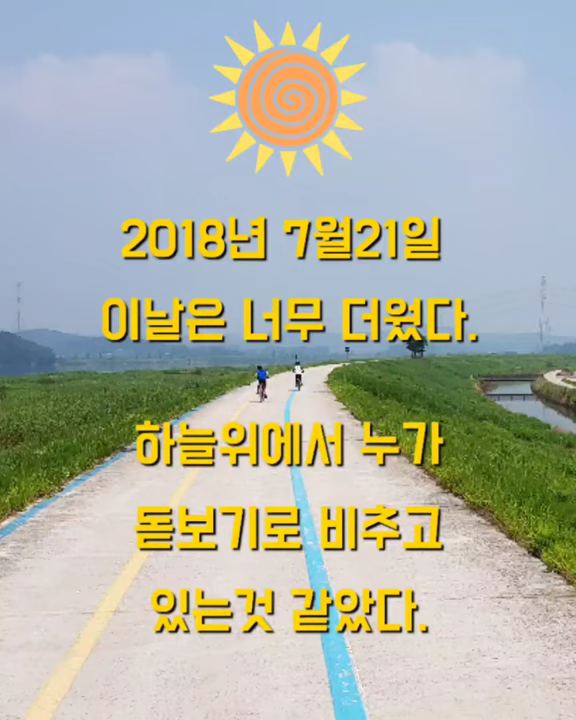 2018년 7월21일
이날은 너무 더웠다.
하늘위에서 누가
돋보기로 비추고
있는것 같았다.